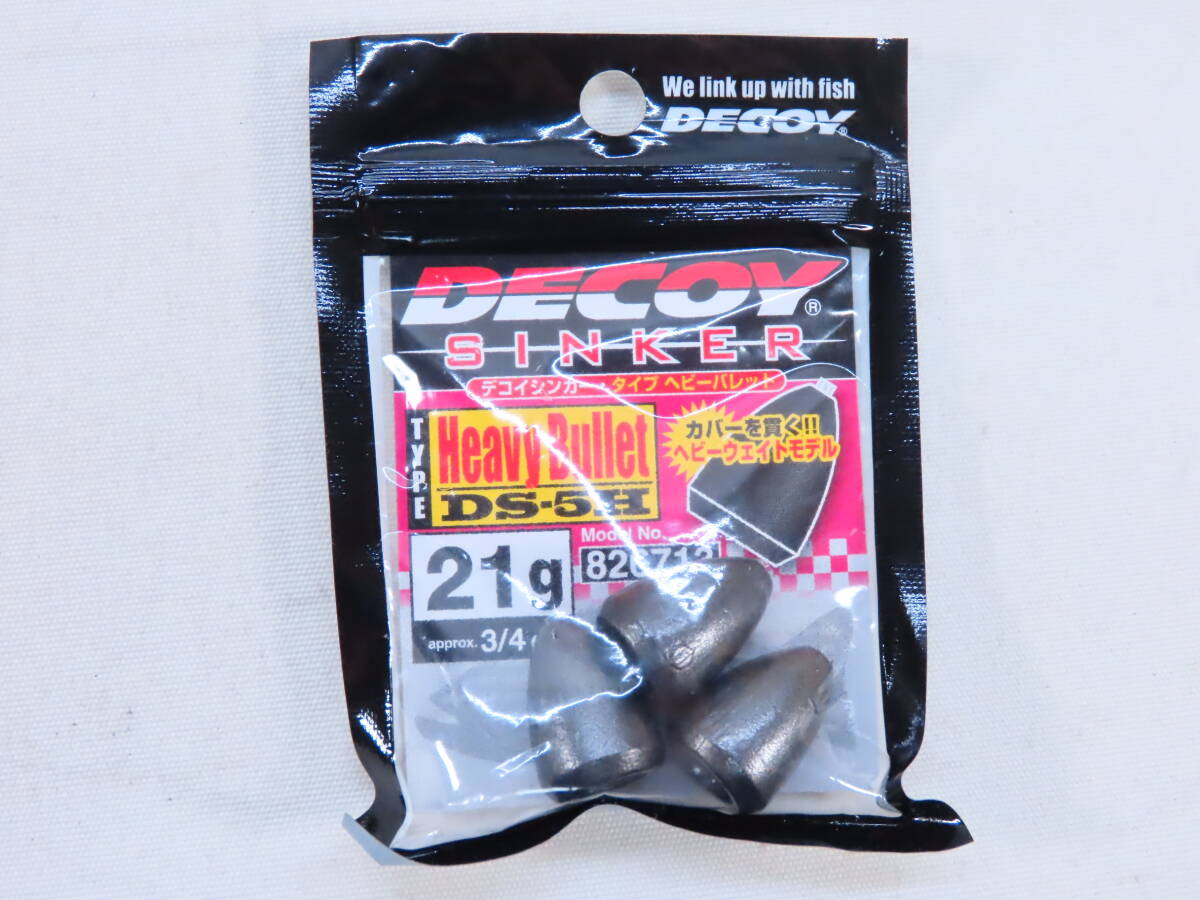 We link up with fish
DECOY®
DECOY®
SINKER
デコイシンカー・タイプ ヘビーバレット
TYPE
Heavy Bullet
DS-5H
カバーを貫く!!
ヘビーウェイトモデル
21g
Model No.
approx. 3/4